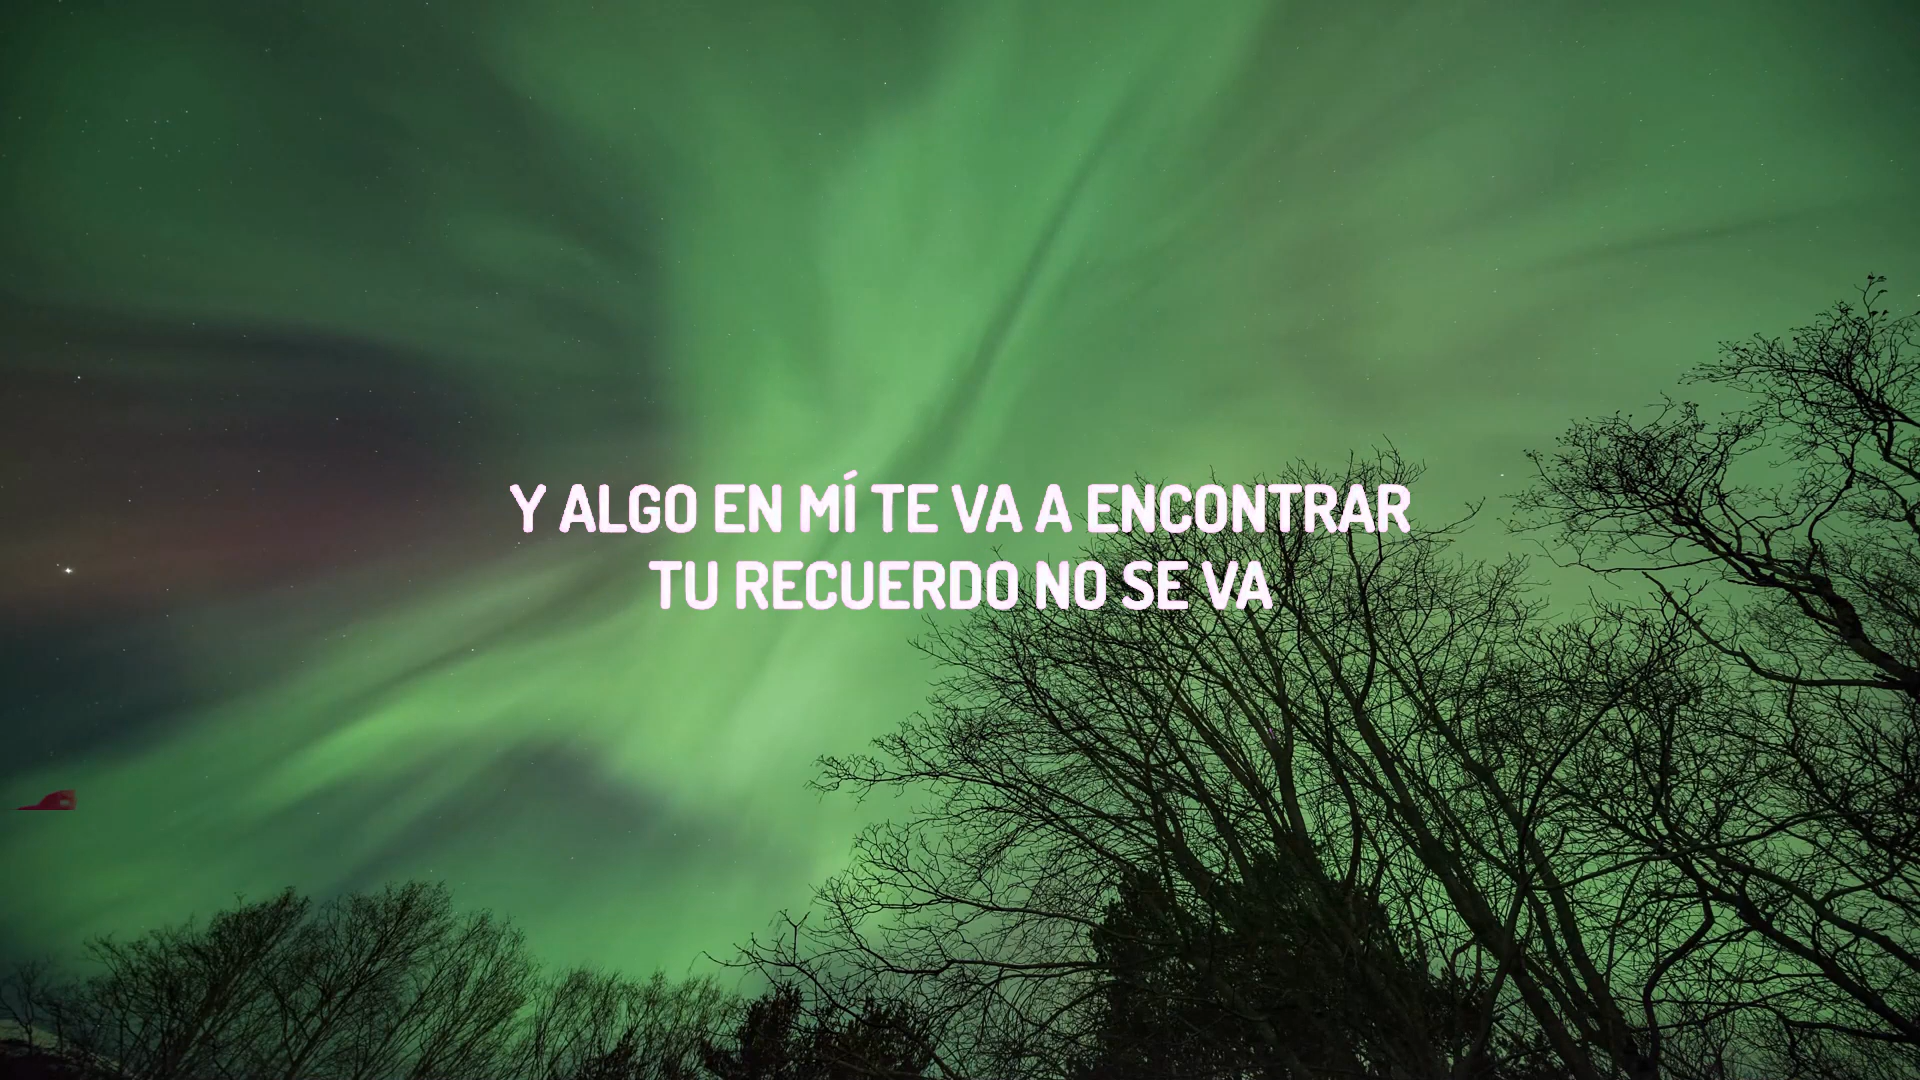 Y ALGO EN MÍ TE VA A ENCONTRAR
TU RECUERDO NO SE VA